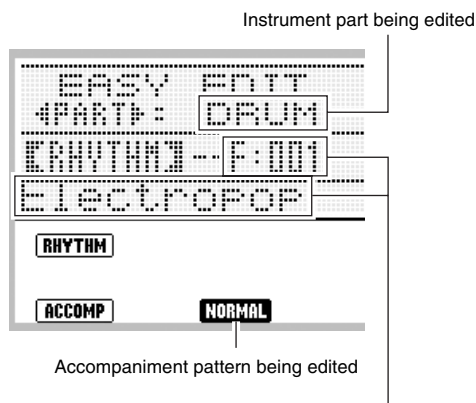 Instrument part being edited
EASY EDIT
◀PART▶: DRUM
【RHYTHM】--F:001
Electropop
RHYTHM
ACCOMP NORMAL
Accompaniment pattern being edited